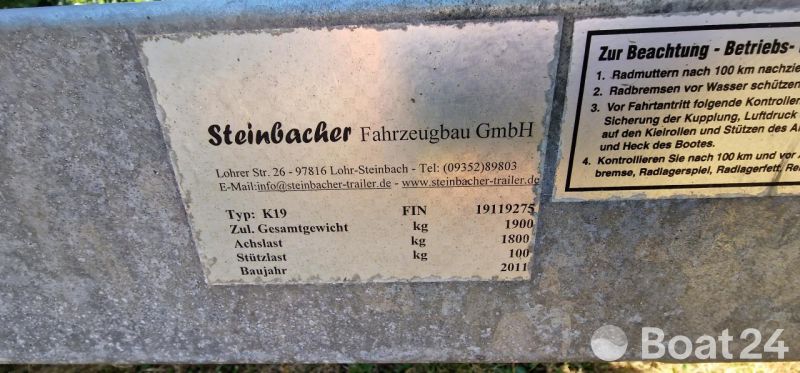 Steinbacher Fahrzeugbau GmbH
Lohrer Str. 26 - 97816 Lohr-Steinbach - Tel: (09352)89803
E-Mail:info@steinbacher-trailer.de - www.steinbacher-trailer.de
Typ: K19 FIN 19119275
Zul. Gesamtgewicht kg 1900
Achslast kg 1800
Stützlast kg 100
Baujahr 2011
Zur Beachtung - Betriebs-
1. Radmuttern nach 100 km nachzie
2. Radbremsen vor Wasser schützen
3. Vor Fahrtantritt folgende Kontroller
Sicherung der Kupplung, Luftdruck
auf den Kielrollen und Stützen des A
und Heck des Bootes.
4. Kontrollieren Sie nach 100 km und vor
bremse, Radlagerspiel, Radlagerfett, Re
Boat24